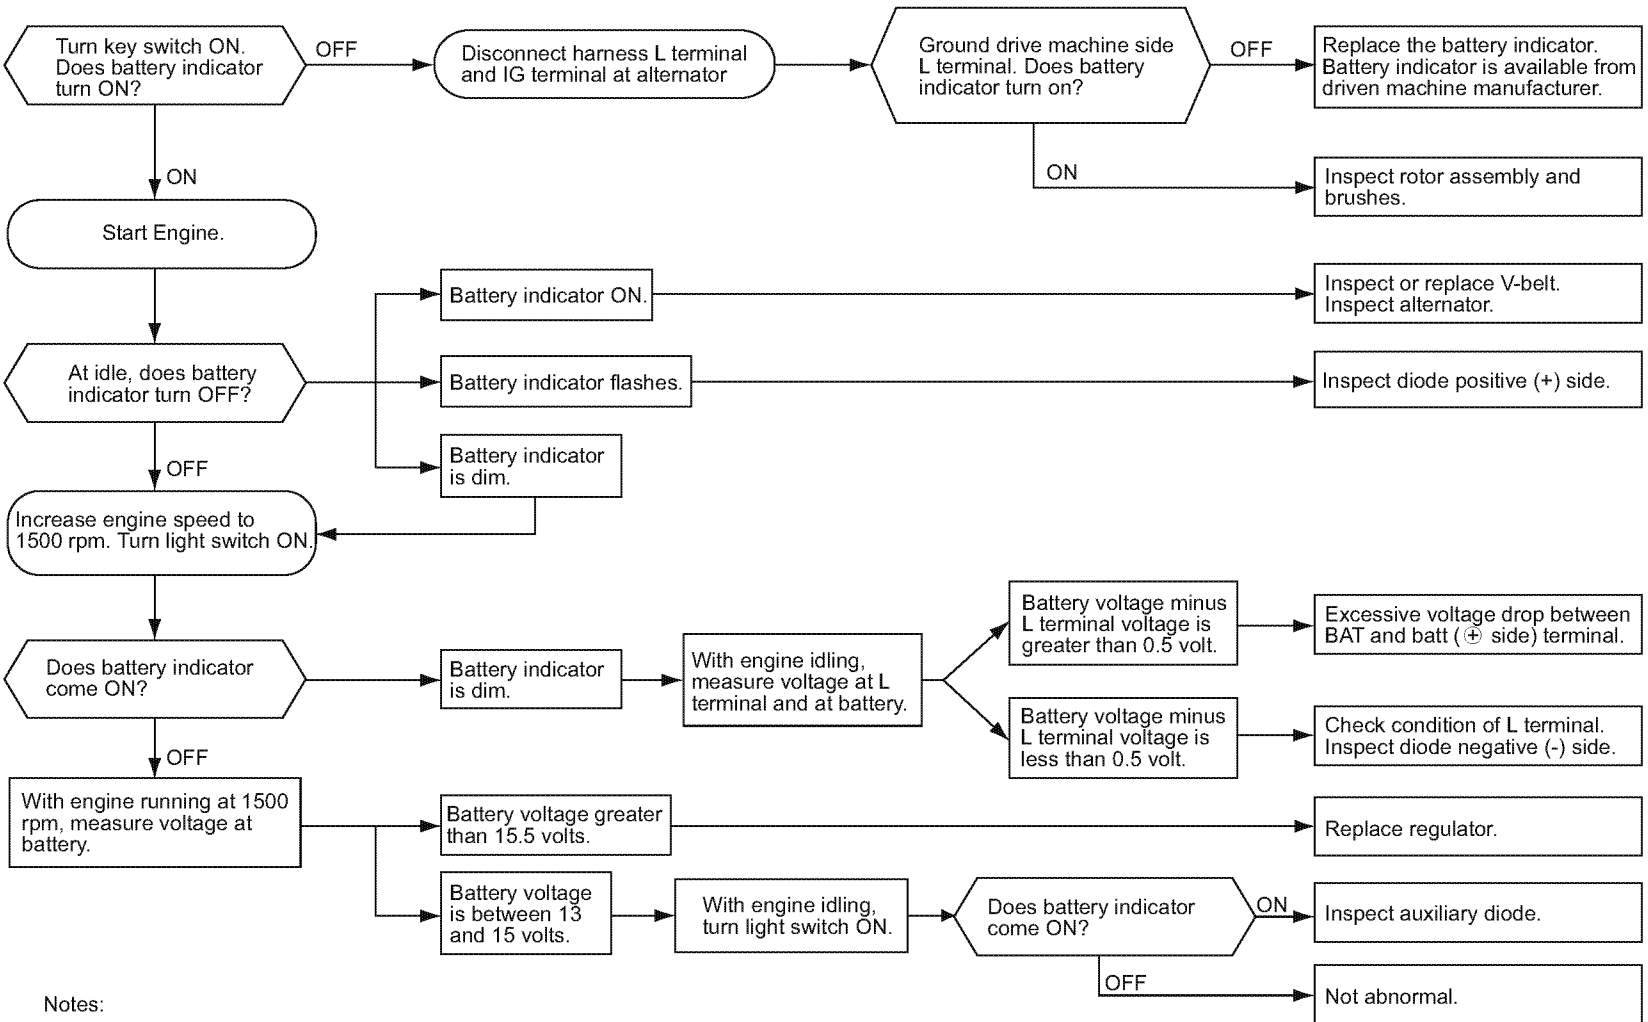 Turn key switch ON.
Does battery indicator
turn ON?
OFF
Disconnect harness L terminal
and IG terminal at alternator
Ground drive machine side
L terminal. Does battery
indicator turn on?
OFF
Replace the battery indicator.
Battery indicator is available from
driven machine manufacturer.
ON
Inspect rotor assembly and
brushes.
ON
Start Engine.
At idle, does battery
indicator turn OFF?
Battery indicator ON.
Inspect or replace V-belt.
Inspect alternator.
Battery indicator flashes.
Inspect diode positive (+) side.
Battery indicator
is dim.
OFF
Increase engine speed to
1500 rpm. Turn light switch ON.
Does battery indicator
come ON?
Battery indicator
is dim.
With engine idling,
measure voltage at L
terminal and at battery.
Battery voltage minus
L terminal voltage is
greater than 0.5 volt.
Excessive voltage drop between
BAT and batt (⊕ side) terminal.
Battery voltage minus
L terminal voltage is
less than 0.5 volt.
Check condition of L terminal.
Inspect diode negative (-) side.
OFF
With engine running at 1500
rpm, measure voltage at
battery.
Battery voltage greater
than 15.5 volts.
Replace regulator.
Battery voltage
is between 13
and 15 volts.
With engine idling,
turn light switch ON.
Does battery indicator
come ON?
ON
Inspect auxiliary diode.
OFF
Not abnormal.
Notes: